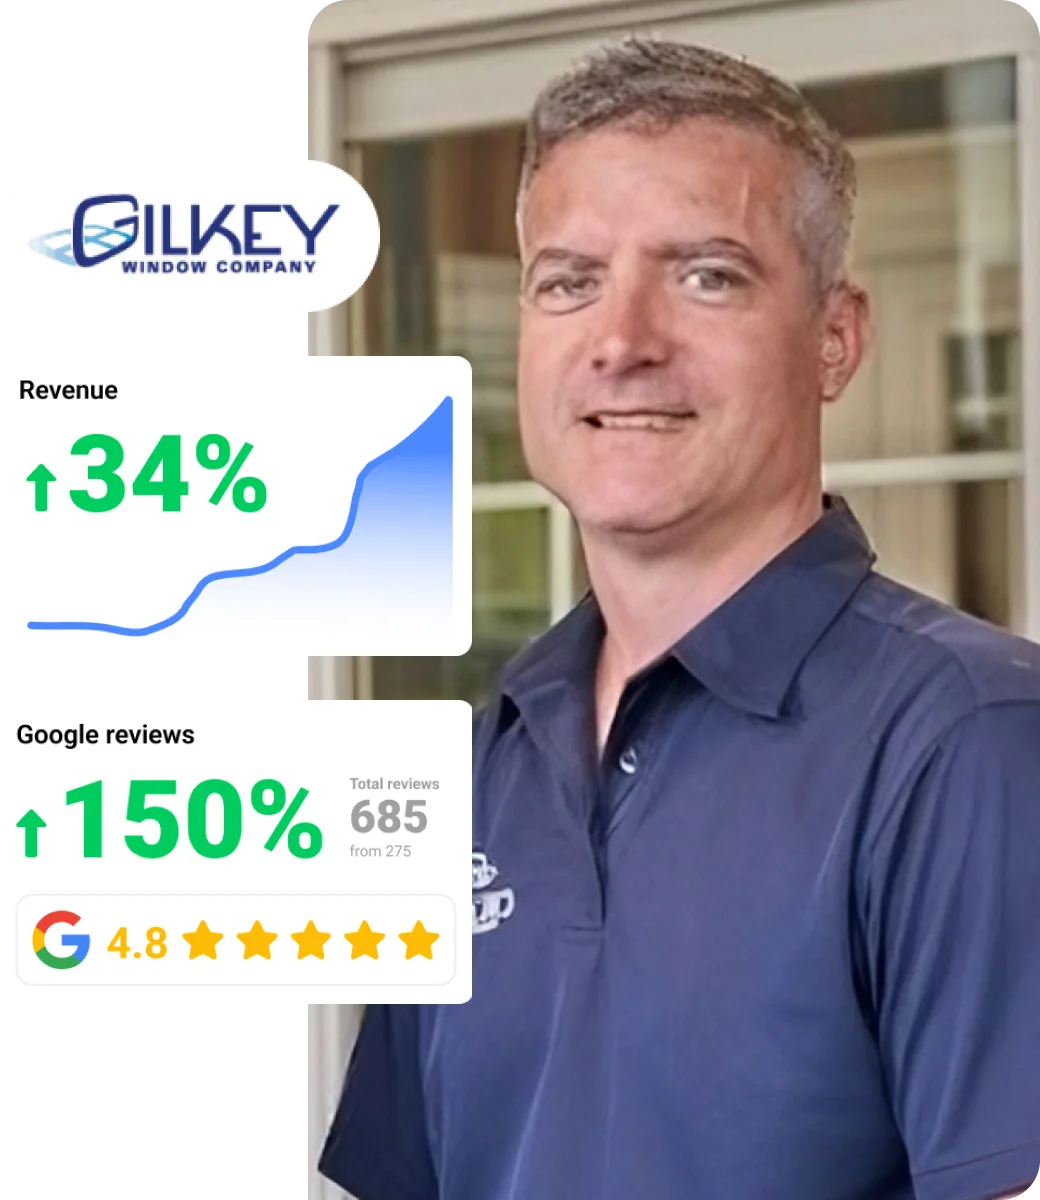 GILKEY
WINDOW COMPANY
Revenue
↑34%
Google reviews
↑150%
Total reviews
685
from 275
4.8